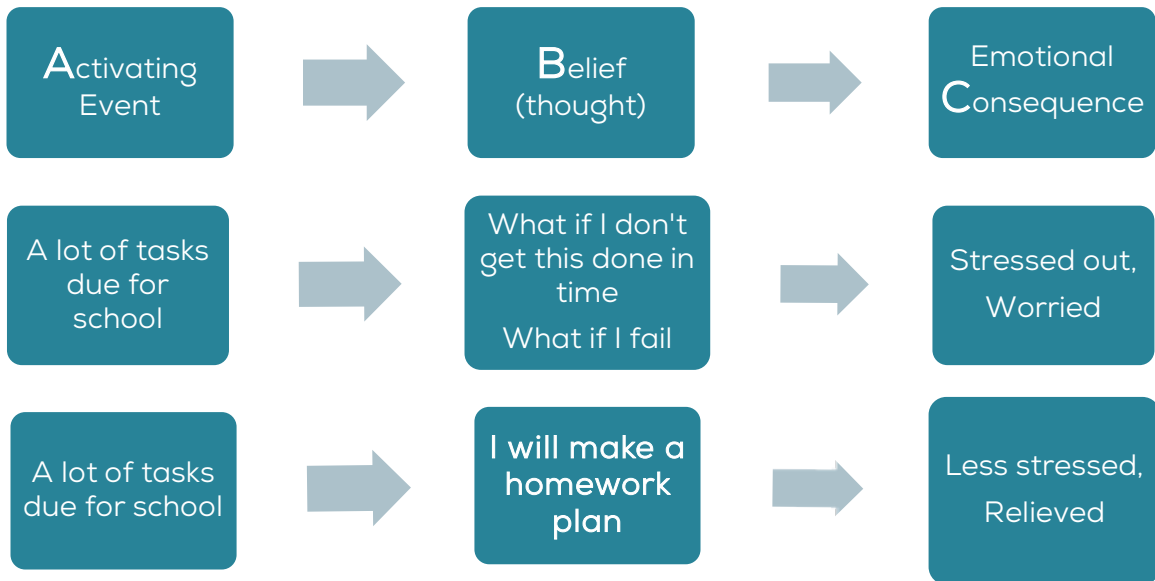 Activating
Event
Belief
(thought)
Emotional
Consequence
A lot of tasks
due for
school
What if I don't
get this done in
time
What if I fail
Stressed out,
Worried
A lot of tasks
due for school
I will make a
homework
plan
Less stressed,
Relieved